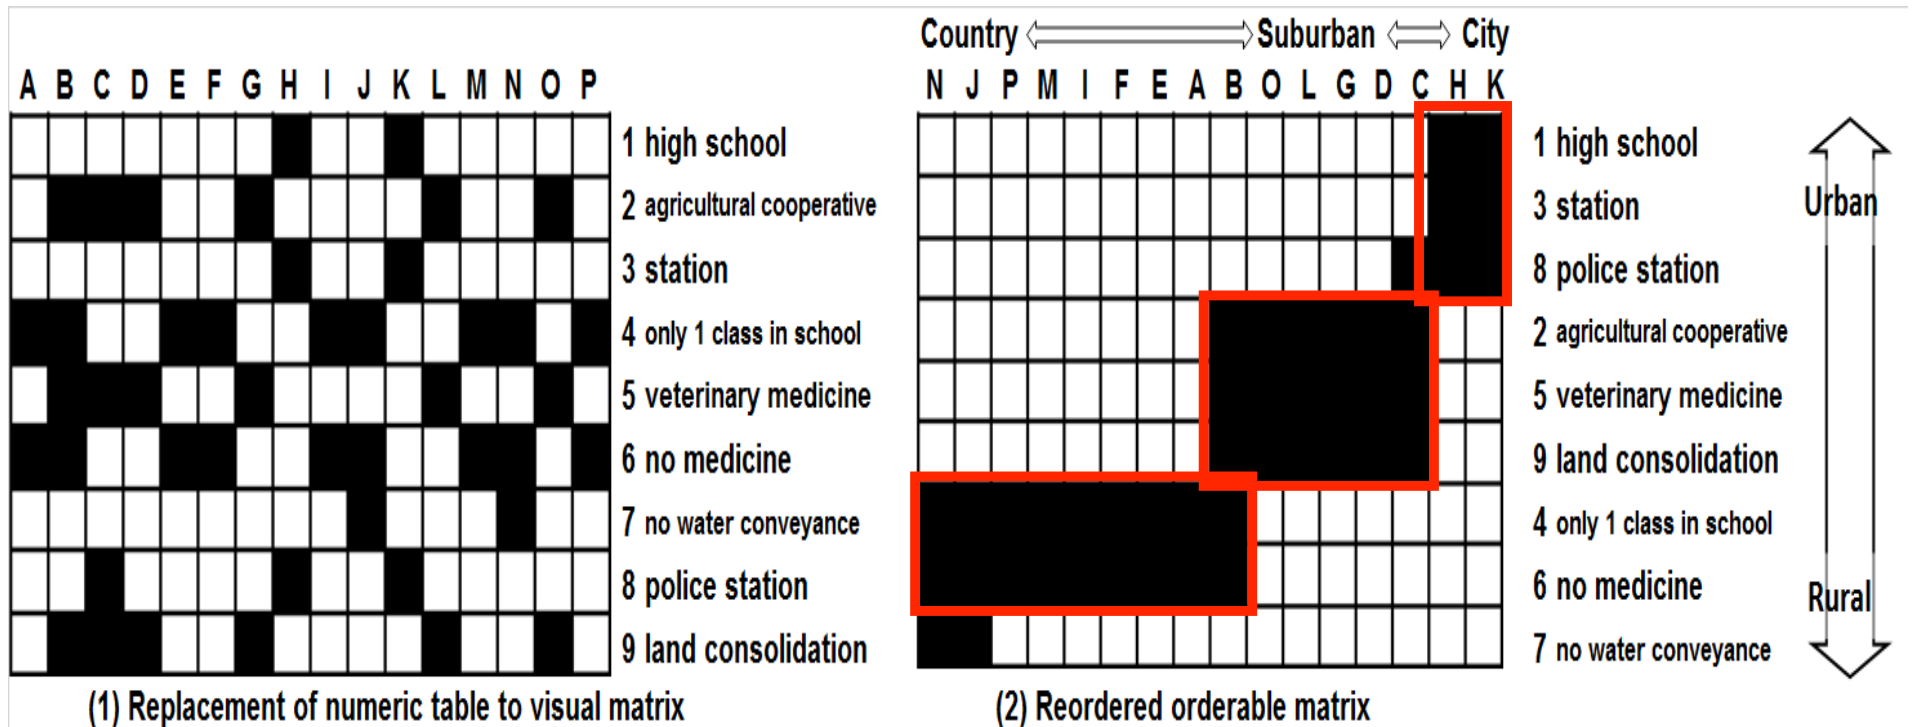 A B C D E F G H I J K L M N O P
1 high school
2 agricultural cooperative
3 station
4 only 1 class in school
5 veterinary medicine
6 no medicine
7 no water conveyance
8 police station
9 land consolidation
(1) Replacement of numeric table to visual matrix
Country Suburban City
N J P M I F E A B O L G D C H K
1 high school
3 station
8 police station
2 agricultural cooperative
5 veterinary medicine
9 land consolidation
4 only 1 class in school
6 no medicine
7 no water conveyance
Urban
Rural
(2) Reordered orderable matrix